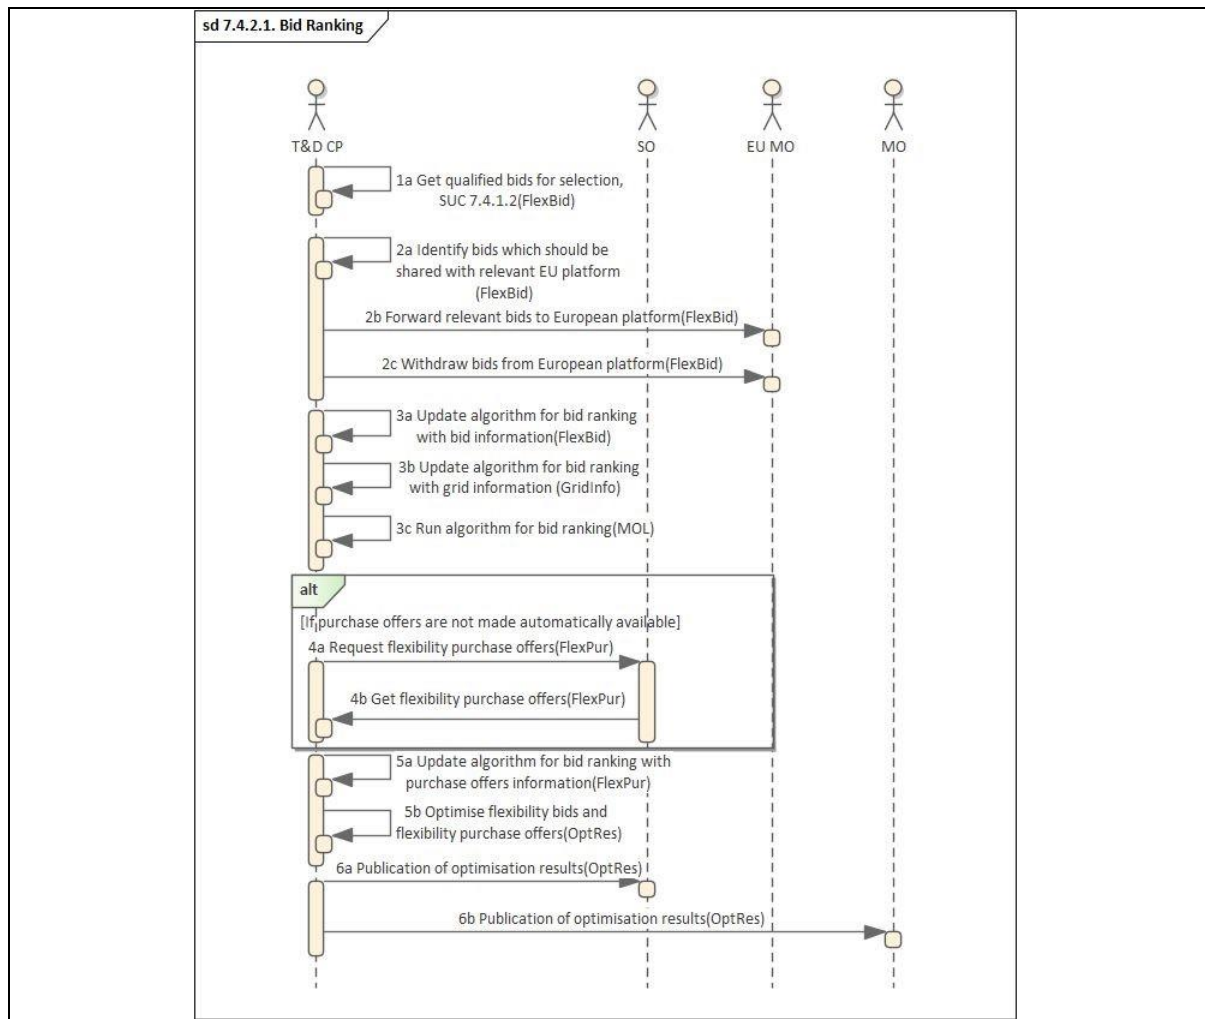 sd 7.4.2.1. Bid Ranking
T&D CP
SO
EU MO
MO
1a Get qualified bids for selection,
SUC 7.4.1.2(FlexBid)
2a Identify bids which should be
shared with relevant EU platform
(FlexBid)
2b Forward relevant bids to European platform(FlexBid)
2c Withdraw bids from European platform(FlexBid)
3a Update algorithm for bid ranking
with bid information(FlexBid)
3b Update algorithm for bid ranking
with grid information (GridInfo)
3c Run algorithm for bid ranking(MOL)
alt
[If purchase offers are not made automatically available]
4a Request flexibility purchase offers(FlexPur)
4b Get flexibility purchase offers(FlexPur)
5a Update algorithm for bid ranking with
purchase offers information(FlexPur)
5b Optimise flexibility bids and
flexibility purchase offers(OptRes)
6a Publication of optimisation results(OptRes)
6b Publication of optimisation results(OptRes)